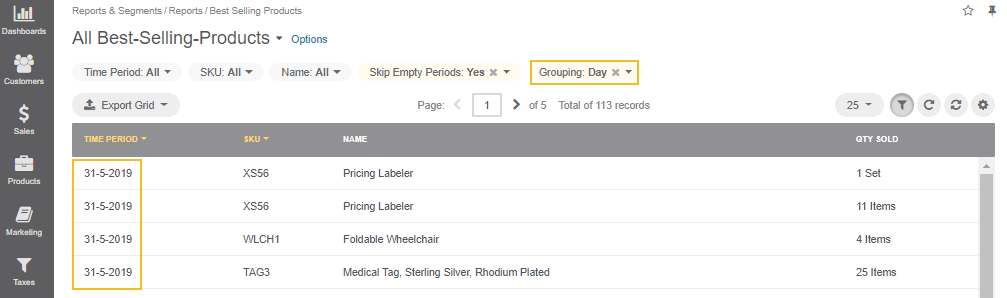 Reports & Segments / Reports / Best Selling Products
All Best-Selling-Products Options
Time Period: All SKU: All Name: All Skip Empty Periods: Yes Grouping: Day
Export Grid Page: 1 of 5 Total of 113 records 25
TIME PERIOD SKU NAME QTY SOLD
31-5-2019 XS56 Pricing Labeler 1 Set
31-5-2019 XS56 Pricing Labeler 11 Items
31-5-2019 WLCH1 Foldable Wheelchair 4 Items
31-5-2019 TAG3 Medical Tag, Sterling Silver, Rhodium Plated 25 Items
Dashboards
Customers
Sales
Products
Marketing
Taxes